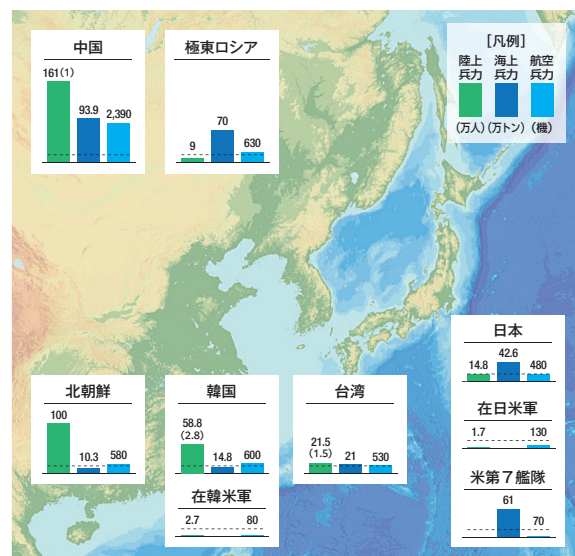 中国
161(1)
93.9
2,390
極東ロシア
9
70
630
[凡例]
陸上 海上 航空
兵力 兵力 兵力
(万人) (万トン) (機)
北朝鮮
100
10.3
580
韓国
58.8
(2.8)
14.8
600
在韓米軍
2.7
80
台湾
21.5
(1.5)
21
530
日本
14.8
42.6
480
在日米軍
1.7
130
米第7艦隊
61
70